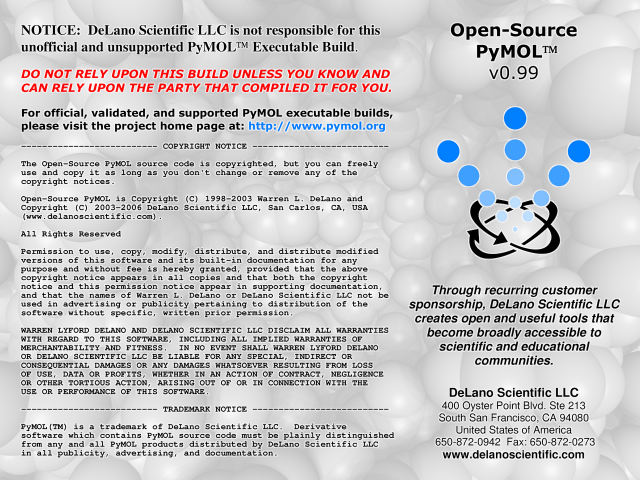 NOTICE:  DeLano Scientific LLC is not responsible for this
unofficial and unsupported PyMOL™ Executable Build.
DO NOT RELY UPON THIS BUILD UNLESS YOU KNOW AND
CAN RELY UPON THE PARTY THAT COMPILED IT FOR YOU.
For official, validated, and supported PyMOL executable builds,
please visit the project home page at: http://www.pymol.org
-------------------------- COPYRIGHT NOTICE --------------------------
The Open-Source PyMOL source code is copyrighted, but you can freely
use and copy it as long as you don't change or remove any of the
copyright notices.
Open-Source PyMOL is Copyright (C) 1998-2003 Warren L. DeLano and
Copyright (C) 2003-2006 DeLano Scientific LLC, San Carlos, CA, USA
(www.delanoscientific.com).
All Rights Reserved
Permission to use, copy, modify, distribute, and distribute modified
versions of this software and its built-in documentation for any
purpose and without fee is hereby granted, provided that the above
copyright notice appears in all copies and that both the copyright
notice and this permission notice appear in supporting documentation,
and that the names of Warren L. DeLano or DeLano Scientific LLC not be
used in advertising or publicity pertaining to distribution of the
software without specific, written prior permission.
WARREN LYFORD DELANO AND DELANO SCIENTIFIC LLC DISCLAIM ALL WARRANTIES
WITH REGARD TO THIS SOFTWARE, INCLUDING ALL IMPLIED WARRANTIES OF
MERCHANTABILITY AND FITNESS.  IN NO EVENT SHALL WARREN LYFORD DELANO
OR DELANO SCIENTIFIC LLC BE LIABLE FOR ANY SPECIAL, INDIRECT OR
CONSEQUENTIAL DAMAGES OR ANY DAMAGES WHATSOEVER RESULTING FROM LOSS
OF USE, DATA OR PROFITS, WHETHER IN AN ACTION OF CONTRACT, NEGLIGENCE
OR OTHER TORTIOUS ACTION, ARISING OUT OF OR IN CONNECTION WITH THE
USE OR PERFORMANCE OF THIS SOFTWARE.
-------------------------- TRADEMARK NOTICE --------------------------
PyMOL(TM) is a trademark of DeLano Scientific LLC.  Derivative
software which contains PyMOL source code must be plainly distinguished
from any and all PyMOL products distributed by DeLano Scientific LLC
in all publicity, advertising, and documentation.
Open-Source
PyMOL™
v0.99
Through recurring customer
sponsorship, DeLano Scientific LLC
creates open and useful tools that
become broadly accessible to
scientific and educational
communities.
DeLano Scientific LLC
400 Oyster Point Blvd. Ste 213
South San Francisco, CA 94080
United States of America
650-872-0942  Fax: 650-872-0273
www.delanoscientific.com